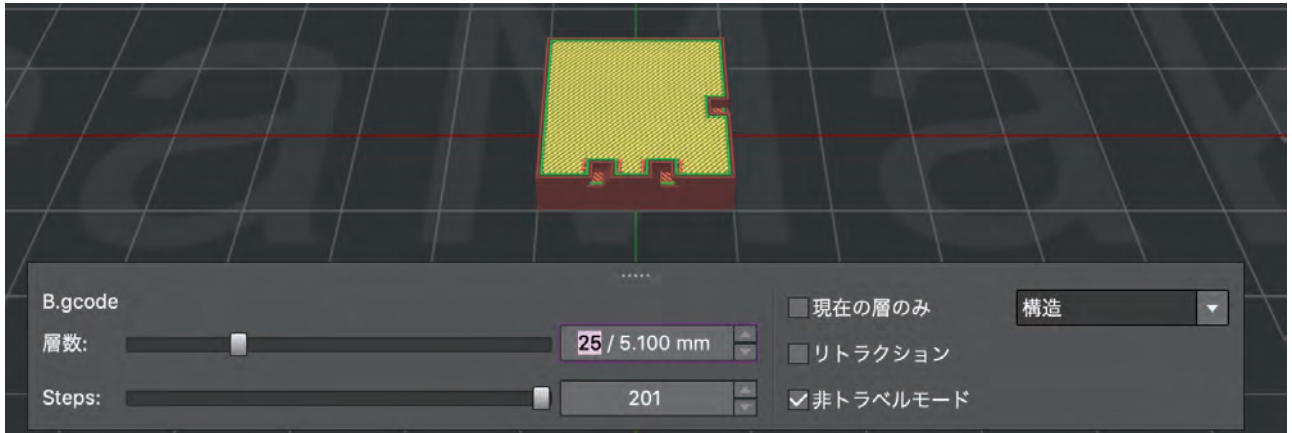 B.gcode
層数:
25 / 5.100 mm
Steps:
201
現在の層のみ
リトラクション
非トラベルモード
構造